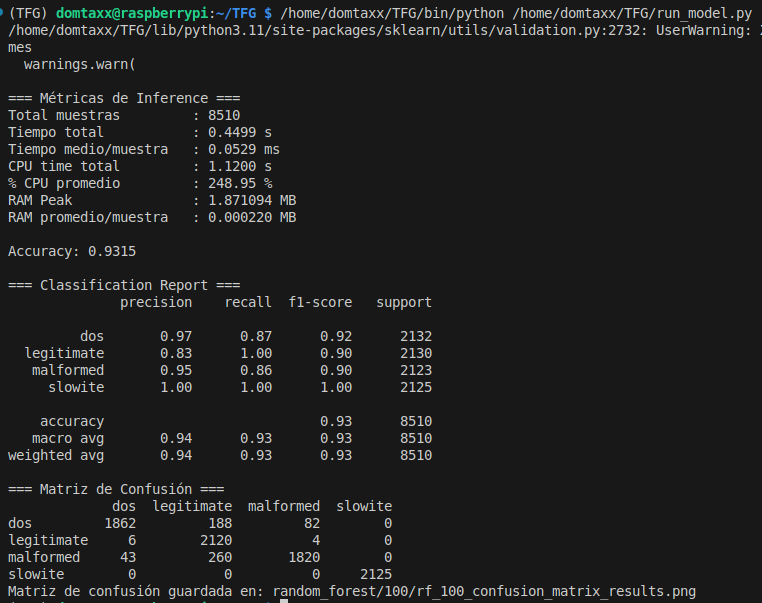 (TFG) domtaxx@raspberrypi:~/TFG $ /home/domtaxx/TFG/bin/python /home/domtaxx/TFG/run_model.py
/home/domtaxx/TFG/lib/python3.11/site-packages/sklearn/utils/validation.py:2732: UserWarning:
mes
  warnings.warn(

=== Métricas de Inference ===
Total muestras         : 8510
Tiempo total           : 0.4499 s
Tiempo medio/muestra   : 0.0529 ms
CPU time total         : 1.1200 s
% CPU promedio         : 248.95 %
RAM Peak               : 1.871094 MB
RAM promedio/muestra   : 0.000220 MB

Accuracy: 0.9315

=== Classification Report ===
              precision    recall  f1-score   support

         dos       0.97      0.87      0.92      2132
  legitimate       0.83      1.00      0.90      2130
   malformed       0.95      0.86      0.90      2123
     slowite       1.00      1.00      1.00      2125

    accuracy                           0.93      8510
   macro avg       0.94      0.93      0.93      8510
weighted avg       0.94      0.93      0.93      8510

=== Matriz de Confusión ===
             dos  legitimate  malformed  slowite
dos         1862         188         82        0
legitimate     6        2120          4        0
malformed     43         260       1820        0
slowite        0           0          0     2125
Matriz de confusión guardada en: random_forest/100/rf_100_confusion_matrix_results.png